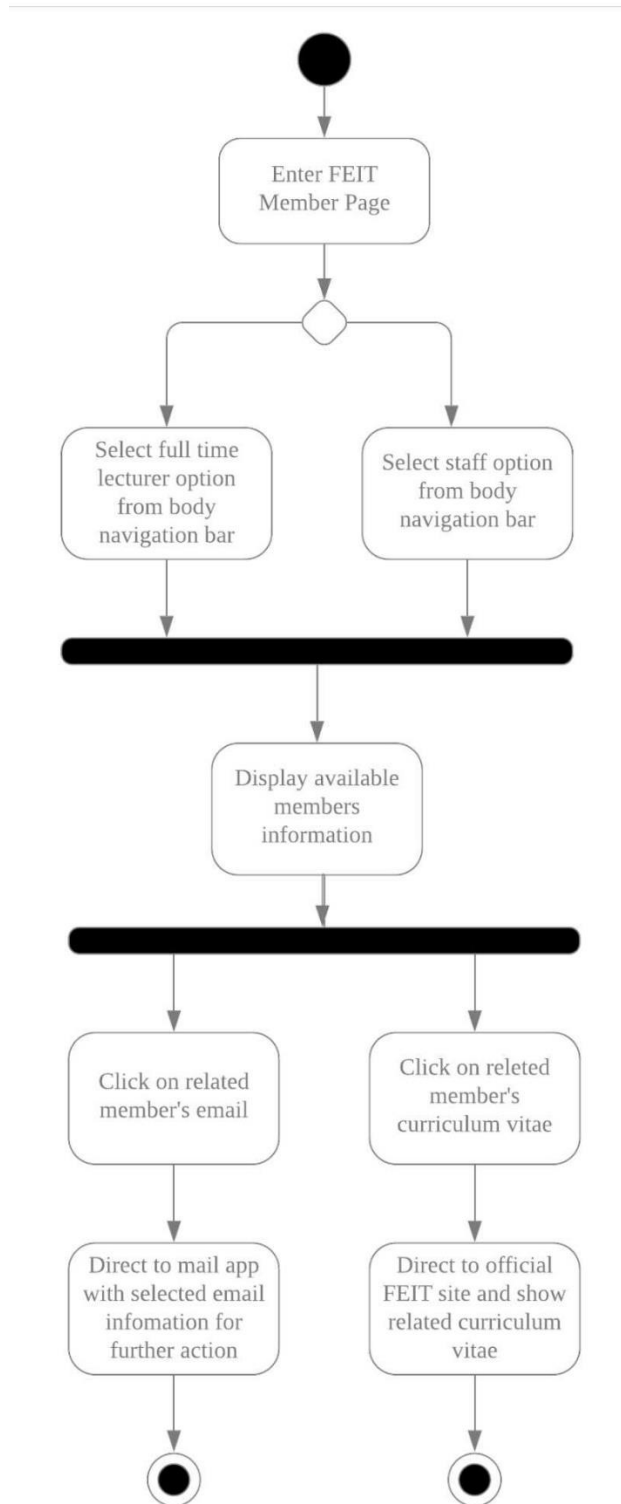 Enter FEIT
Member Page
Select full time
lecturer option
from body
navigation bar
Select staff option
from body
navigation bar
Display available
members
information
Click on related
member's email
Click on releted
member's
curriculum vitae
Direct to mail app
with selected email
infomation for
further action
Direct to official
FEIT site and show
related curriculum
vitae